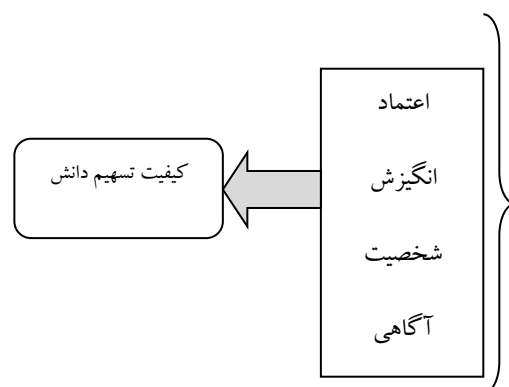 اعتماد
انگیزش
شخصیت
آگاهی
کیفیت تسهیم دانش